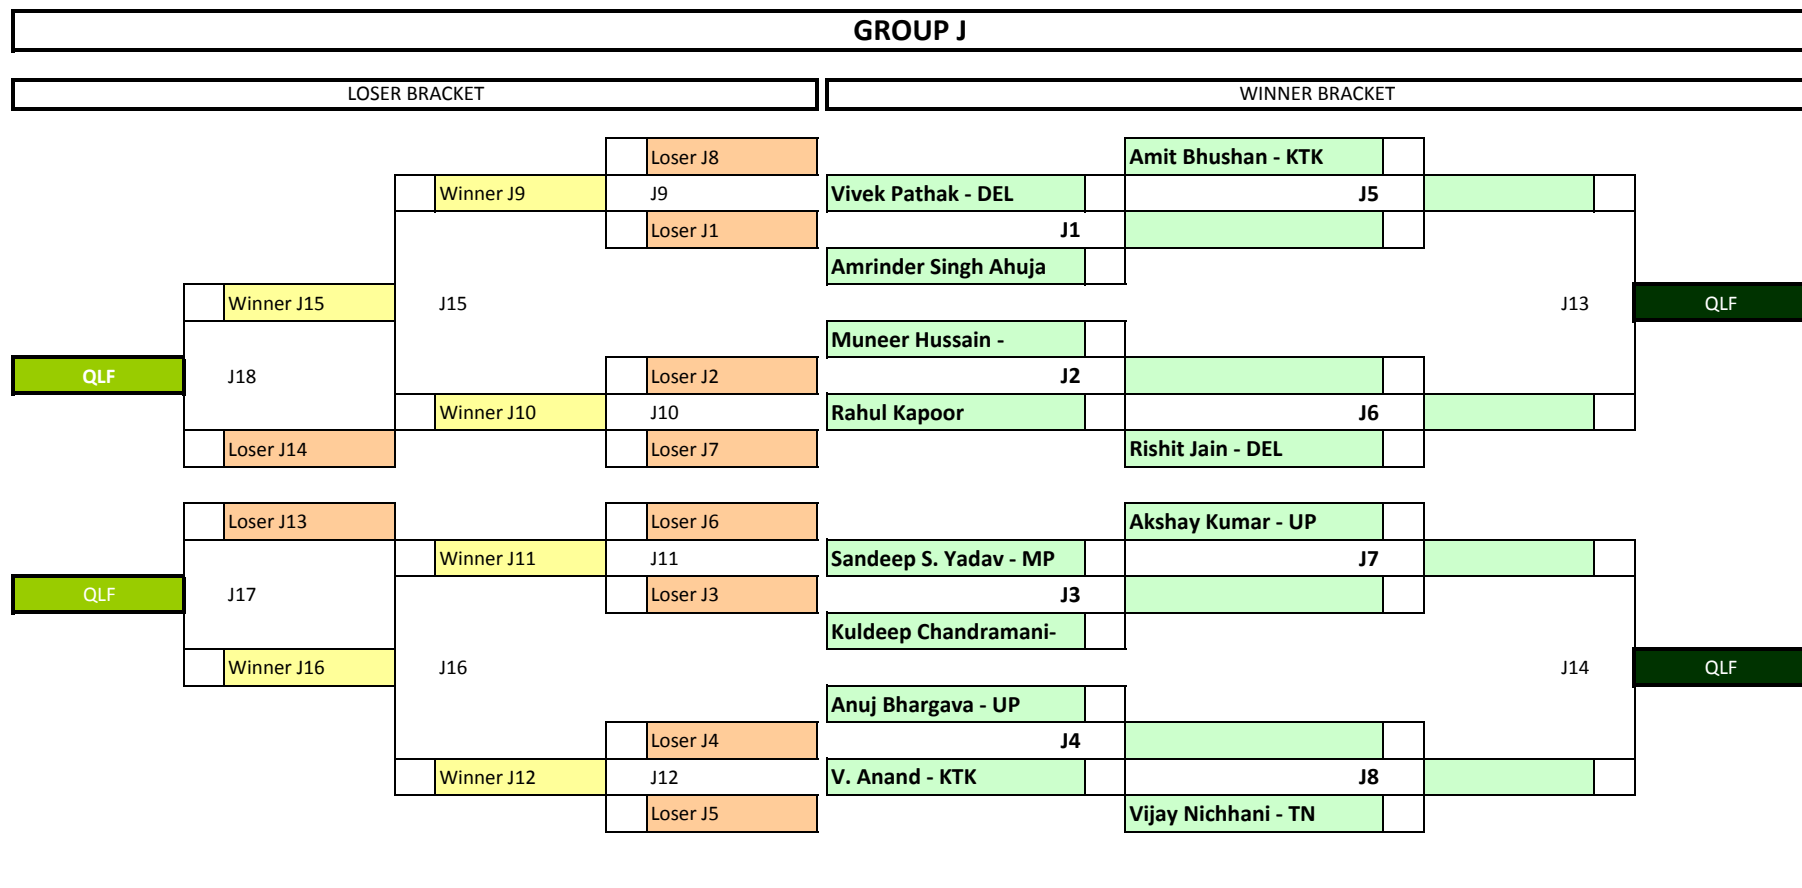 GROUP J
LOSER BRACKET
WINNER BRACKET
Loser J8
Amit Bhushan - KTK
Winner J9
J9
Vivek Pathak - DEL
J5
Loser J1
J1
Amrinder Singh Ahuja
Winner J15
J15
J13
QLF
Muneer Hussain -
QLF
J18
Loser J2
J2
Winner J10
J10
Rahul Kapoor
J6
Loser J14
Loser J7
Rishit Jain - DEL
Loser J13
Loser J6
Akshay Kumar - UP
Winner J11
J11
Sandeep S. Yadav - MP
J7
QLF
J17
Loser J3
J3
Kuldeep Chandramani-
Winner J16
J16
J14
QLF
Anuj Bhargava - UP
Loser J4
J4
Winner J12
J12
V. Anand - KTK
J8
Loser J5
Vijay Nichhani - TN